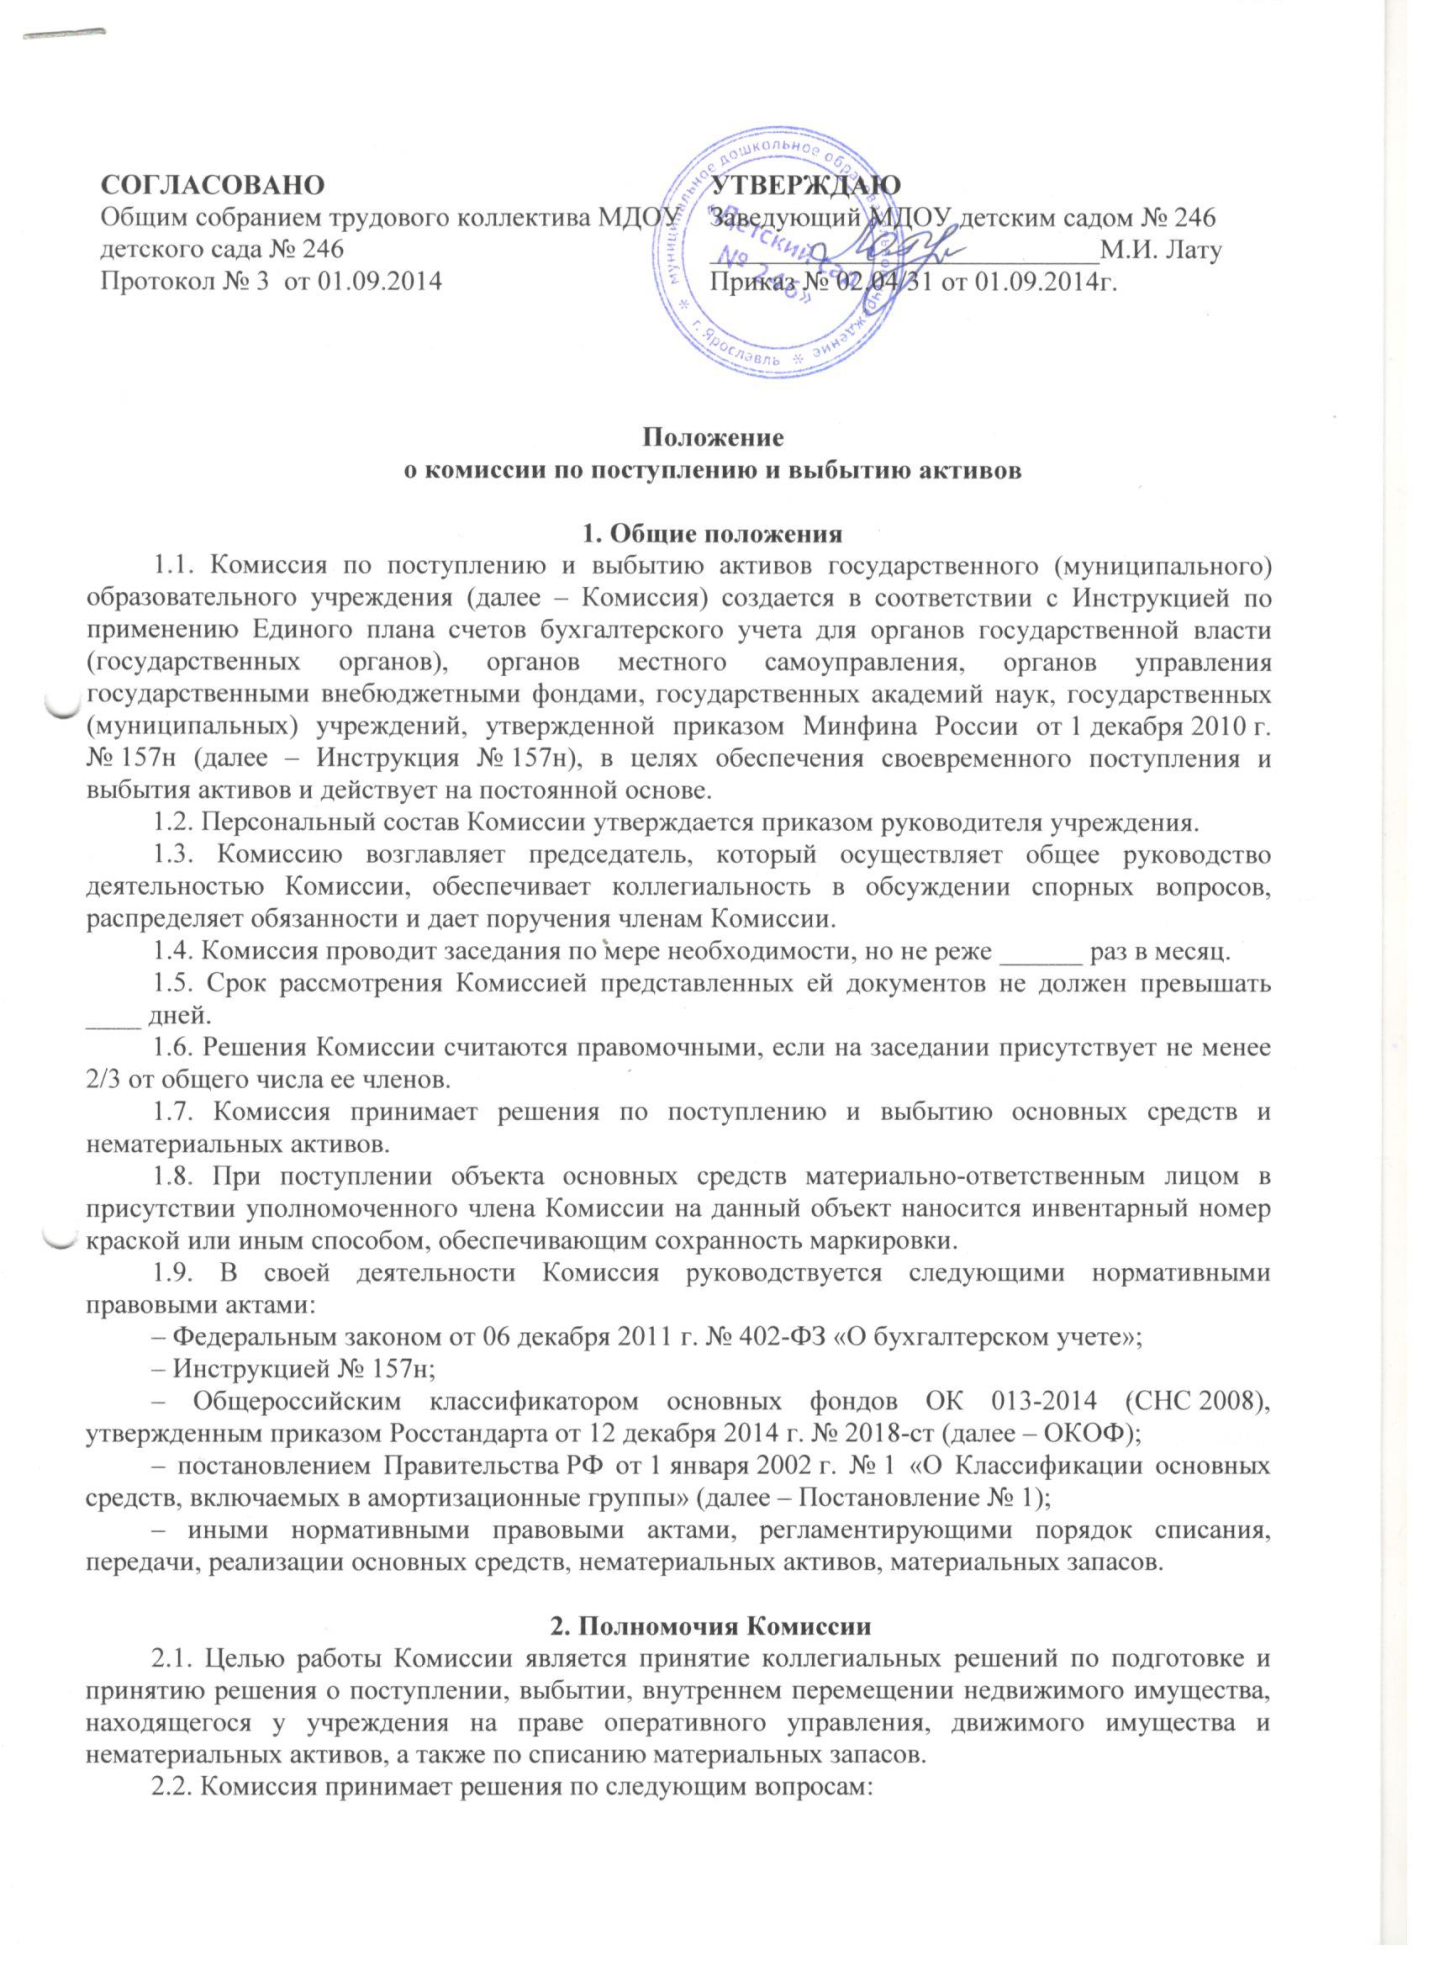 СОГЛАСОВАНО
Общим собранием трудового коллектива МДОУ
детского сада № 246
Протокол № 3 от 01.09.2014
УТВЕРЖДАЮ
Заведующий МДОУ детским садом № 246
____________________________М.И. Лату
Приказ № 02.04/31 от 01.09.2014г.
муниципальное дошкольное образовательное учреждение * г. Ярославль *
«Детский сад
№ 246»
Положение
о комиссии по поступлению и выбытию активов
1. Общие положения
1.1. Комиссия по поступлению и выбытию активов государственного (муниципального)
образовательного учреждения (далее – Комиссия) создается в соответствии с Инструкцией по
применению Единого плана счетов бухгалтерского учета для органов государственной власти
(государственных органов), органов местного самоуправления, органов управления
государственными внебюджетными фондами, государственных академий наук, государственных
(муниципальных) учреждений, утвержденной приказом Минфина России от 1 декабря 2010 г.
№ 157н (далее – Инструкция № 157н), в целях обеспечения своевременного поступления и
выбытия активов и действует на постоянной основе.
1.2. Персональный состав Комиссии утверждается приказом руководителя учреждения.
1.3. Комиссию возглавляет председатель, который осуществляет общее руководство
деятельностью Комиссии, обеспечивает коллегиальность в обсуждении спорных вопросов,
распределяет обязанности и дает поручения членам Комиссии.
1.4. Комиссия проводит заседания по мере необходимости, но не реже ______ раз в месяц.
1.5. Срок рассмотрения Комиссией представленных ей документов не должен превышать
____ дней.
1.6. Решения Комиссии считаются правомочными, если на заседании присутствует не менее
2/3 от общего числа ее членов.
1.7. Комиссия принимает решения по поступлению и выбытию основных средств и
нематериальных активов.
1.8. При поступлении объекта основных средств материально-ответственным лицом в
присутствии уполномоченного члена Комиссии на данный объект наносится инвентарный номер
краской или иным способом, обеспечивающим сохранность маркировки.
1.9. В своей деятельности Комиссия руководствуется следующими нормативными
правовыми актами:
– Федеральным законом от 06 декабря 2011 г. № 402-ФЗ «О бухгалтерском учете»;
– Инструкцией № 157н;
– Общероссийским классификатором основных фондов ОК 013-2014 (СНС 2008),
утвержденным приказом Росстандарта от 12 декабря 2014 г. № 2018-ст (далее – ОКОФ);
– постановлением Правительства РФ от 1 января 2002 г. № 1 «О Классификации основных
средств, включаемых в амортизационные группы» (далее – Постановление № 1);
– иными нормативными правовыми актами, регламентирующими порядок списания,
передачи, реализации основных средств, нематериальных активов, материальных запасов.
2. Полномочия Комиссии
2.1. Целью работы Комиссии является принятие коллегиальных решений по подготовке и
принятию решения о поступлении, выбытии, внутреннем перемещении недвижимого имущества,
находящегося у учреждения на праве оперативного управления, движимого имущества и
нематериальных активов, а также по списанию материальных запасов.
2.2. Комиссия принимает решения по следующим вопросам: